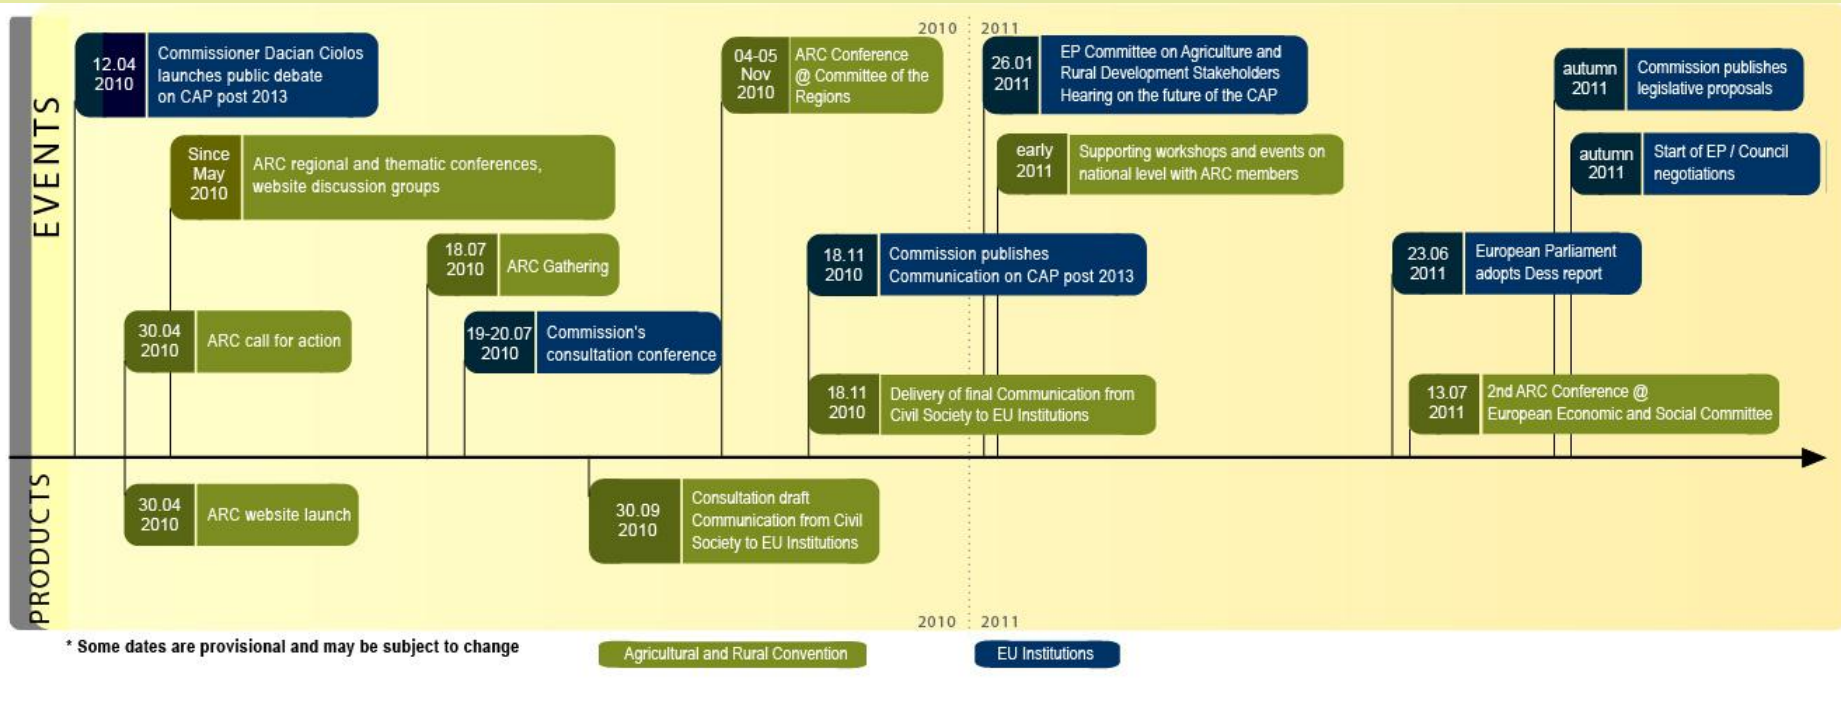 2010
2011
EVENTS
12.04
2010
Commissioner Dacian Ciolos
launches public debate
on CAP post 2013
Since
May
2010
ARC regional and thematic conferences,
website discussion groups
18.07
2010
ARC Gathering
30.04
2010
ARC call for action
19-20.07
2010
Commission's
consultation conference
04-05
Nov
2010
ARC Conference
@ Committee of the
Regions
18.11
2010
Commission publishes
Communication on CAP post 2013
18.11
2010
Delivery of final Communication from
Civil Society to EU Institutions
26.01
2011
EP Committee on Agriculture and
Rural Development Stakeholders
Hearing on the future of the CAP
early
2011
Supporting workshops and events on
national level with ARC members
autumn
2011
Commission publishes
legislative proposals
autumn
2011
Start of EP / Council
negotiations
23.06
2011
European Parliament
adopts Dess report
13.07
2011
2nd ARC Conference @
European Economic and Social Committee
PRODUCTS
30.04
2010
ARC website launch
30.09
2010
Consultation draft
Communication from Civil
Society to EU Institutions
2010
2011
* Some dates are provisional and may be subject to change
Agricultural and Rural Convention
EU Institutions